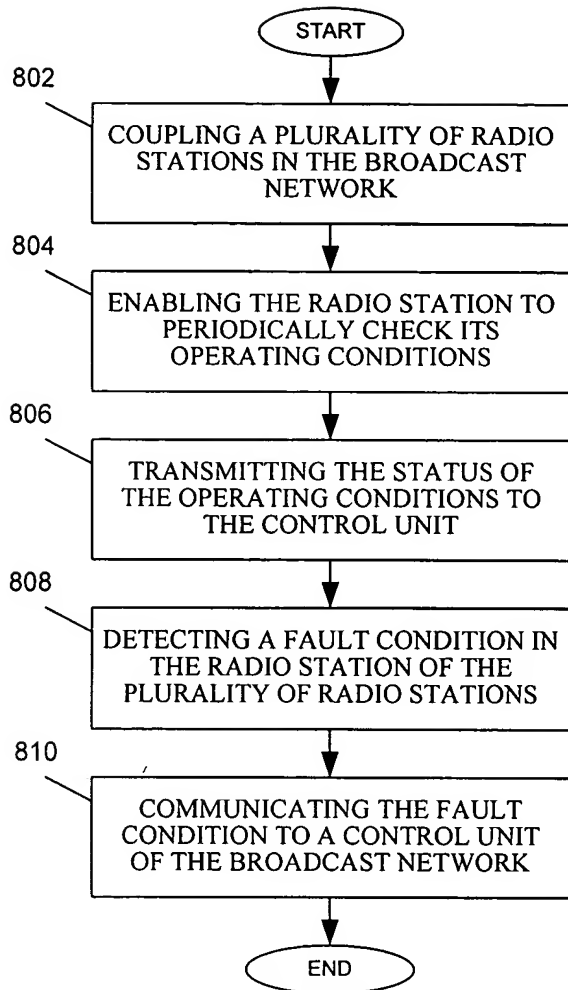 START
802
COUPLING A PLURALITY OF RADIO
STATIONS IN THE BROADCAST
NETWORK
804
ENABLING THE RADIO STATION TO
PERIODICALLY CHECK ITS
OPERATING CONDITIONS
806
TRANSMITTING THE STATUS OF
THE OPERATING CONDITIONS TO
THE CONTROL UNIT
808
DETECTING A FAULT CONDITION IN
THE RADIO STATION OF THE
PLURALITY OF RADIO STATIONS
810
COMMUNICATING THE FAULT
CONDITION TO A CONTROL UNIT
OF THE BROADCAST NETWORK
END